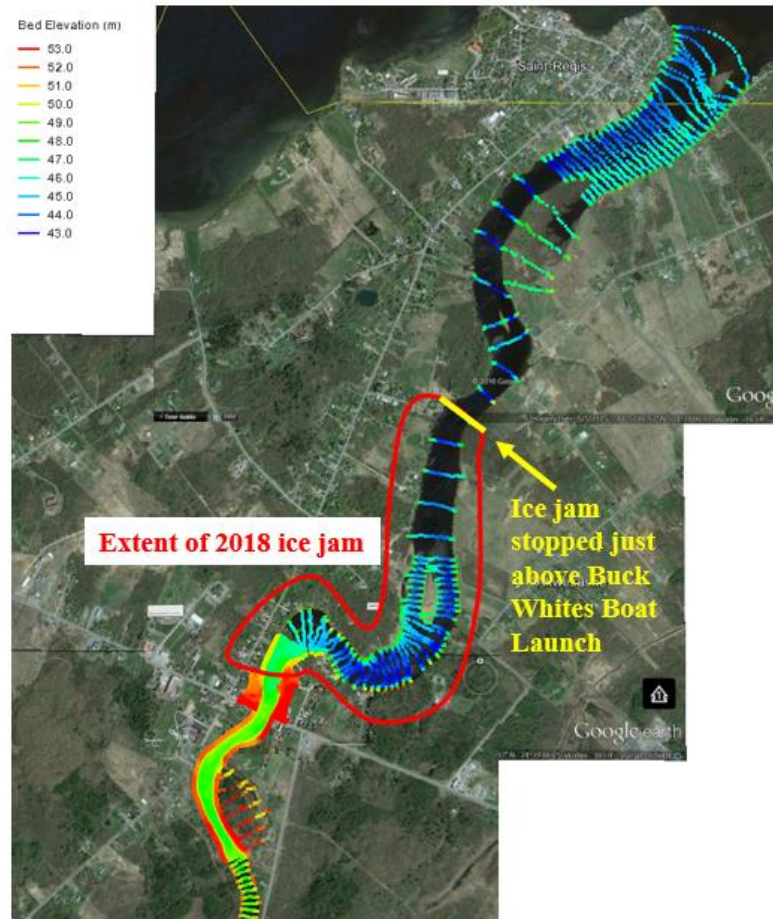 Bed Elevation (m)
53.0
52.0
51.0
50.0
49.0
48.0
47.0
46.0
45.0
44.0
43.0
Saint-Regis
© 2018
Goog
Extent of 2018 ice jam
Ice jam
stopped just
above Buck
Whites Boat
Launch
Google earth